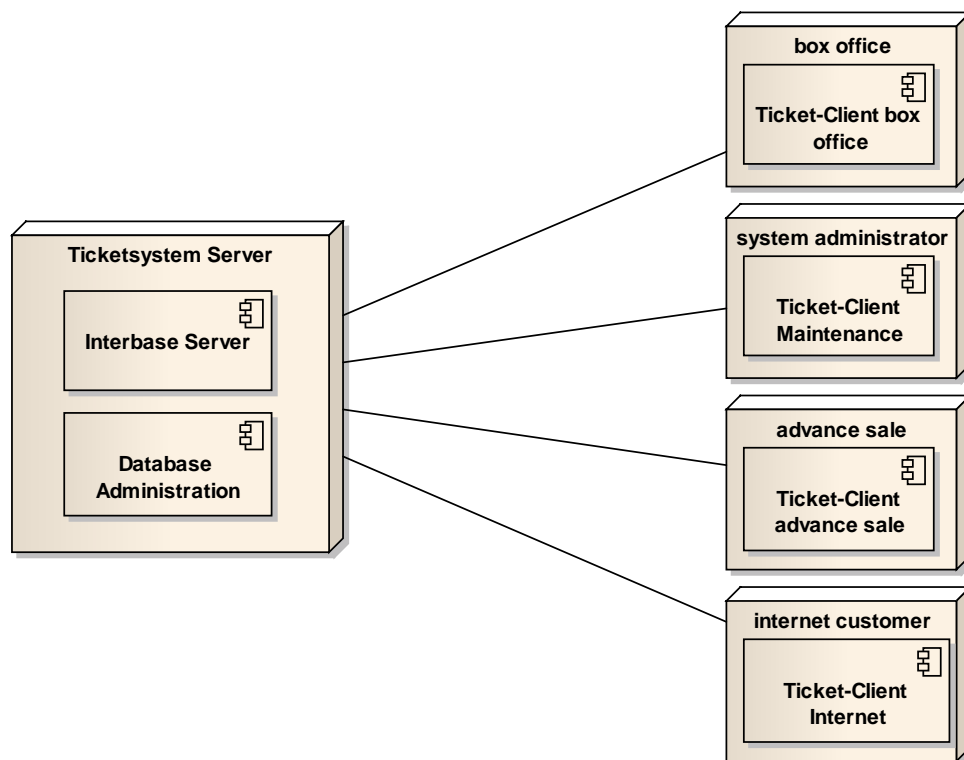 Ticketsystem Server
Interbase Server
Database
Administration
box office
Ticket-Client box
office
system administrator
Ticket-Client
Maintenance
advance sale
Ticket-Client
advance sale
internet customer
Ticket-Client
Internet